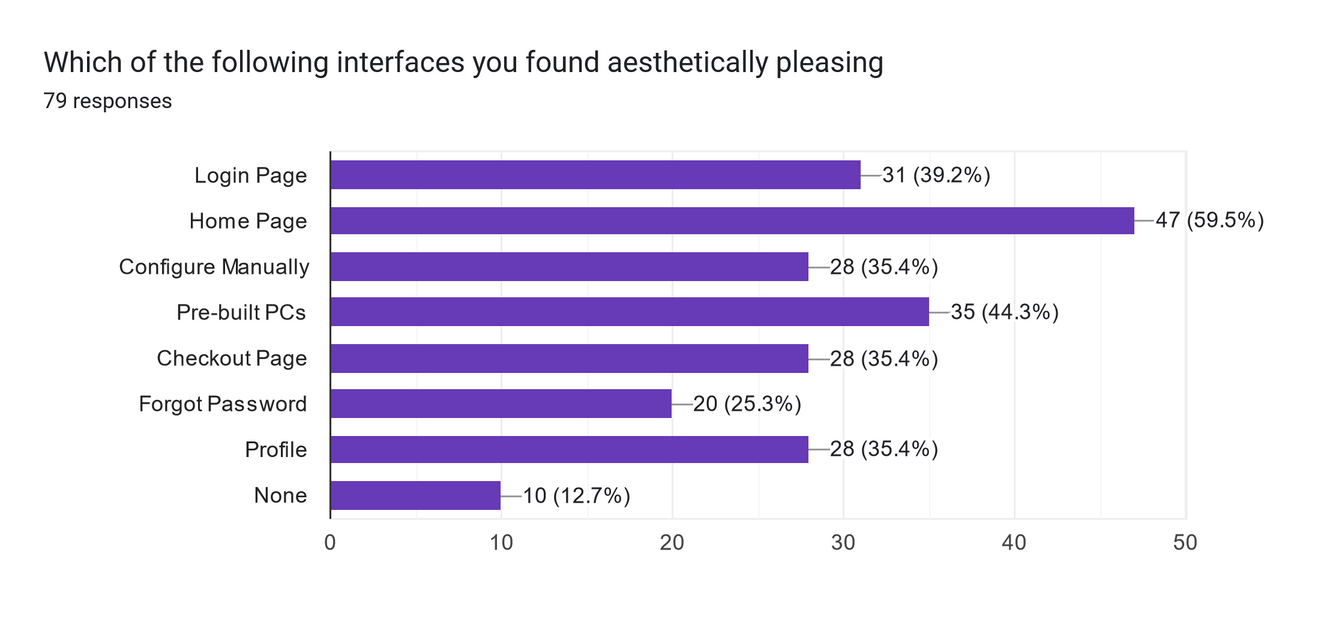 Which of the following interfaces you found aesthetically pleasing
79 responses
Login Page 31 (39.2%)
Home Page 47 (59.5%)
Configure Manually 28 (35.4%)
Pre-built PCs 35 (44.3%)
Checkout Page 28 (35.4%)
Forgot Password 20 (25.3%)
Profile 28 (35.4%)
None 10 (12.7%)
0 10 20 30 40 50